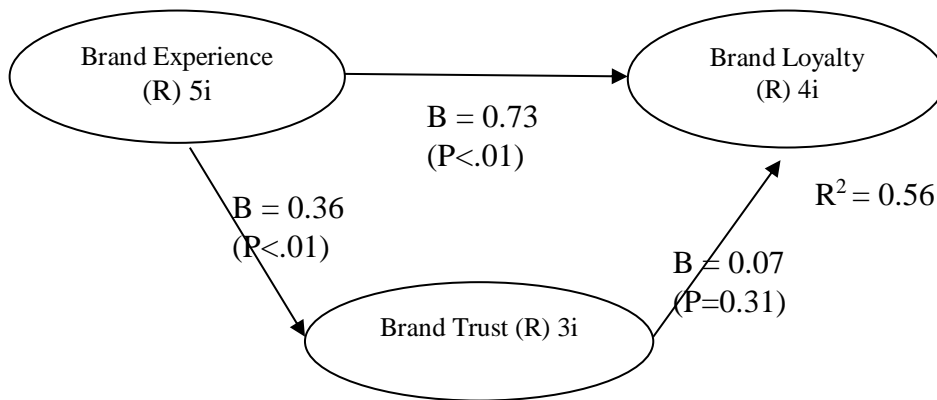 Brand Experience
(R) 5i
Brand Loyalty
(R) 4i
B = 0.73
(P<.01)
R² = 0.56
B = 0.36
(P<.01)
B = 0.07
(P=0.31)
Brand Trust (R) 3i